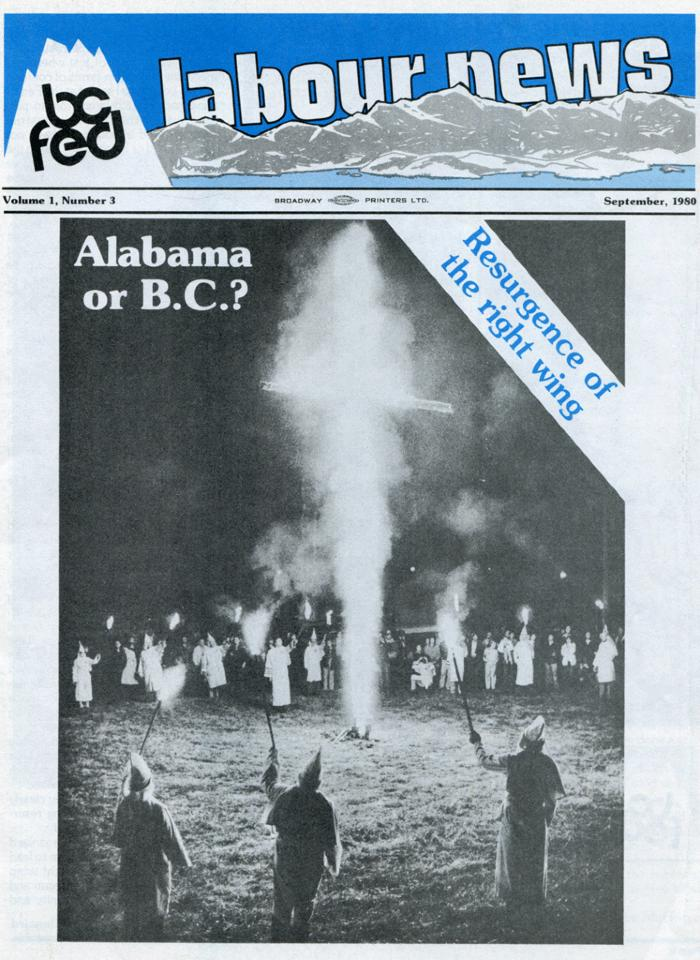 bc
fed
labour news
Volume 1, Number 3
BROADWAY
PRINTERS LTD.
September, 1980
Alabama
or B.C.?
Resurgence of
the right wing